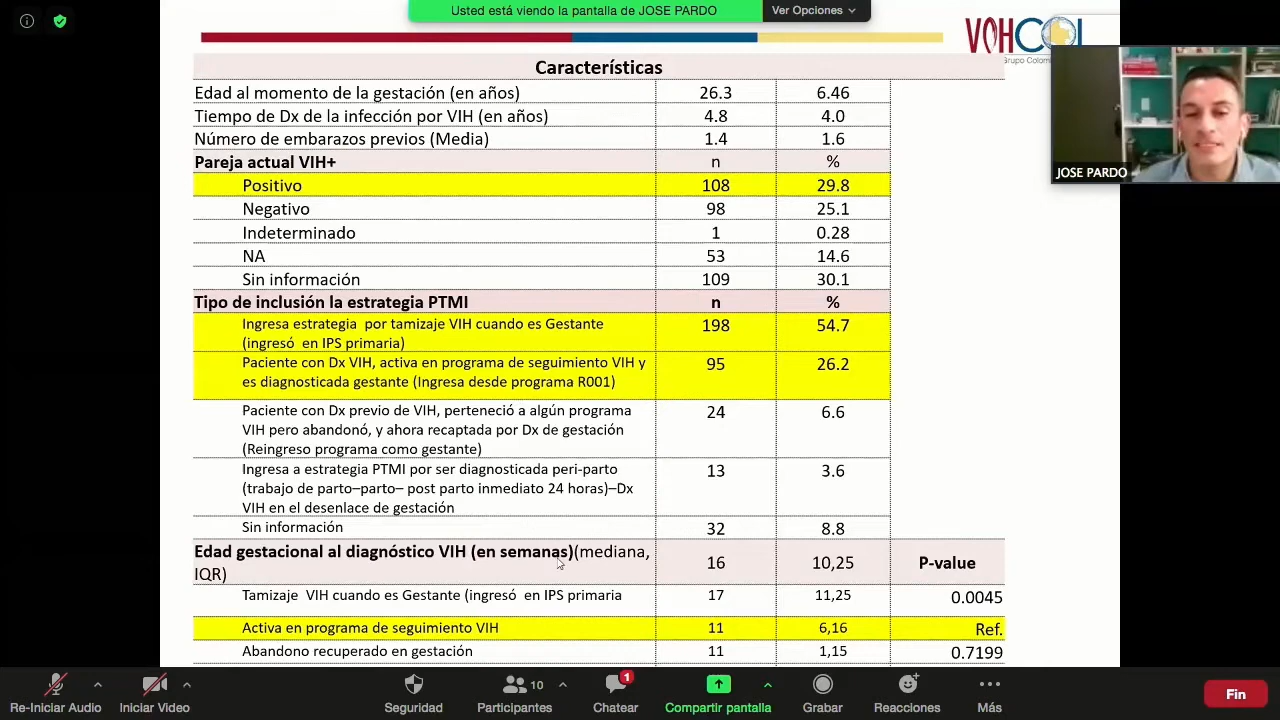 Usted está viendo la pantalla de JOSE PARDO
Ver Opciones
VIHCOL
Grupo Colom
JOSE PARDO
Características
Edad al momento de la gestación (en años) 26.3 6.46
Tiempo de Dx de la infección por VIH (en años) 4.8 4.0
Número de embarazos previos (Media) 1.4 1.6
Pareja actual VIH+ n %
Positivo 108 29.8
Negativo 98 25.1
Indeterminado 1 0.28
NA 53 14.6
Sin información 109 30.1
Tipo de inclusión la estrategia PTMI n %
Ingresa estrategia por tamizaje VIH cuando es Gestante
(ingresó en IPS primaria) 198 54.7
Paciente con Dx VIH, activa en programa de seguimiento VIH y
es diagnosticada gestante (Ingresa desde programa R001) 95 26.2
Paciente con Dx previo de VIH, perteneció a algún programa
VIH pero abandonó, y ahora recaptada por Dx de gestación
(Reingreso programa como gestante) 24 6.6
Ingresa a estrategia PTMI por ser diagnosticada peri-parto
(trabajo de parto–parto– post parto inmediato 24 horas)–Dx
VIH en el desenlace de gestación 13 3.6
Sin información 32 8.8
Edad gestacional al diagnóstico VIH (en semanas)(mediana,
IQR) 16 10,25 P-value
Tamizaje VIH cuando es Gestante (ingresó en IPS primaria 17 11,25 0.0045
Activa en programa de seguimiento VIH 11 6,16 Ref.
Abandono recuperado en gestación 11 1,15 0.7199
Re-Iniciar Audio
Iniciar Video
Seguridad
10
Participantes
1
Chatear
Compartir pantalla
Grabar
Reacciones
Más
Fin